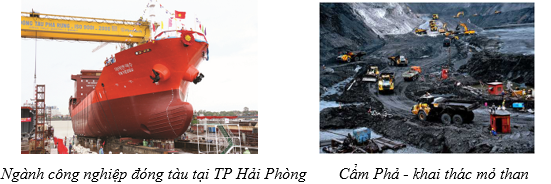 Ngành công nghiệp đóng tàu tại TP Hải Phòng
Cẩm Phả - khai thác mỏ than